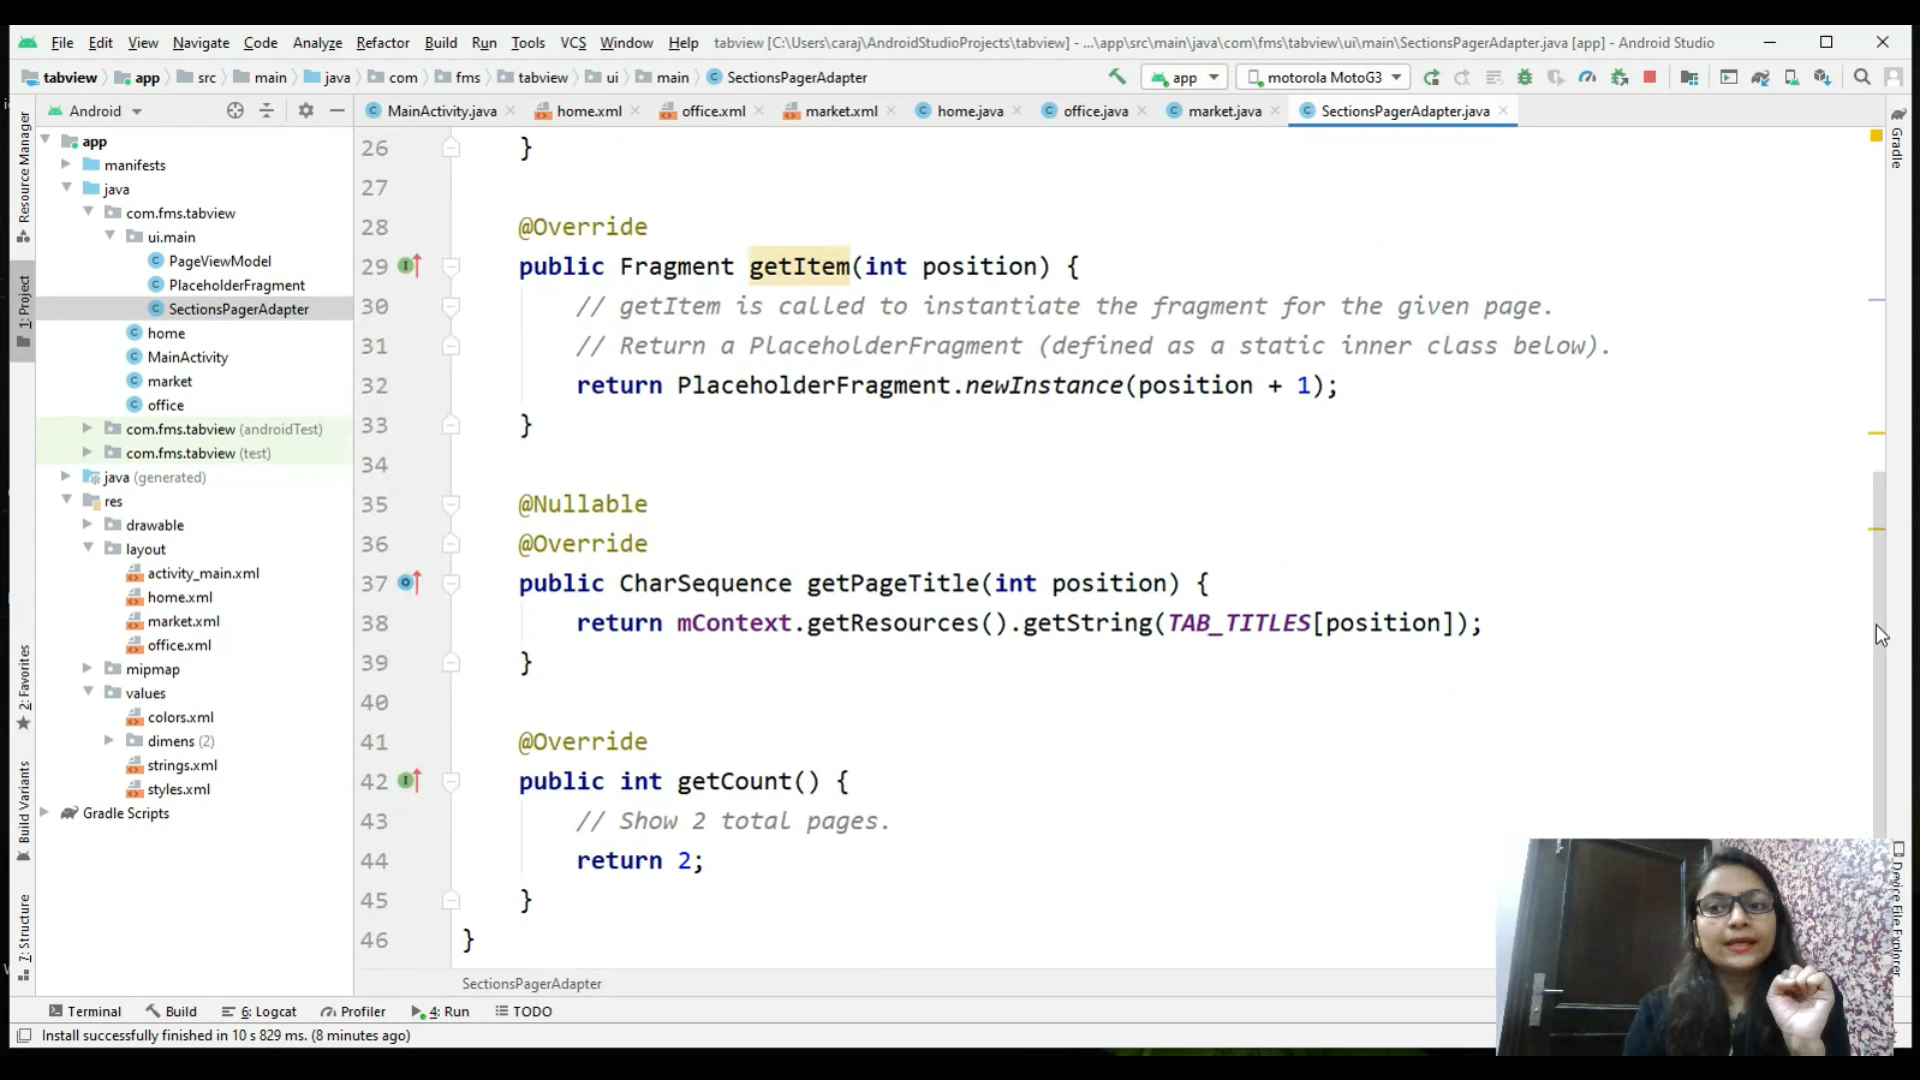 File Edit View Navigate Code Analyze Refactor Build Run Tools VCS Window Help tabview [C:\Users\caraj\AndroidStudioProjects\tabview] - ...\app\src\main\java\com\fms\tabview\ui\main\SectionsPagerAdapter.java [app] - Android Studio
tabview app src main java com fms tabview ui main SectionsPagerAdapter app motorola MotoG3
Android MainActivity.java home.xml office.xml market.xml home.java office.java market.java SectionsPagerAdapter.java
Resource Manager
1: Project
2: Favorites
Build Variants
7: Structure
app
manifests
java
com.fms.tabview
ui.main
PageViewModel
PlaceholderFragment
SectionsPagerAdapter
home
MainActivity
market
office
com.fms.tabview (androidTest)
com.fms.tabview (test)
java (generated)
res
drawable
layout
activity_main.xml
home.xml
market.xml
office.xml
mipmap
values
colors.xml
dimens (2)
strings.xml
styles.xml
Gradle Scripts
26 }
27
28 @Override
29 public Fragment getItem(int position) {
30 // getItem is called to instantiate the fragment for the given page.
31 // Return a PlaceholderFragment (defined as a static inner class below).
32 return PlaceholderFragment.newInstance(position + 1);
33 }
34
35 @Nullable
36 @Override
37 public CharSequence getPageTitle(int position) {
38 return mContext.getResources().getString(TAB_TITLES[position]);
39 }
40
41 @Override
42 public int getCount() {
43 // Show 2 total pages.
44 return 2;
45 }
46 }
SectionsPagerAdapter
Gradle
Device File Explorer
Terminal Build 6: Logcat Profiler 4: Run TODO
Install successfully finished in 10 s 829 ms. (8 minutes ago)